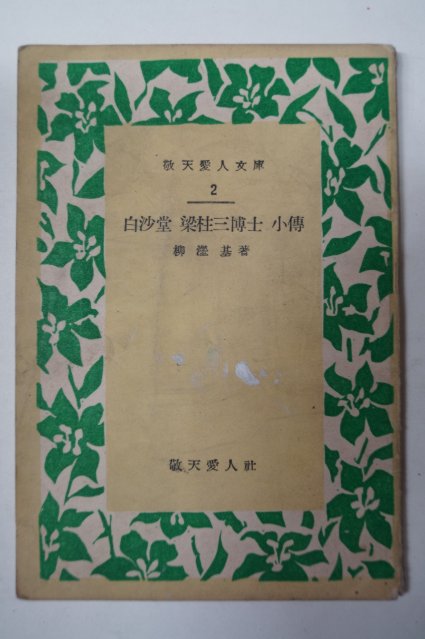 敬天愛人文庫
2
白沙堂 梁柱三博士 小傳
柳瀅基著
敬天愛人社